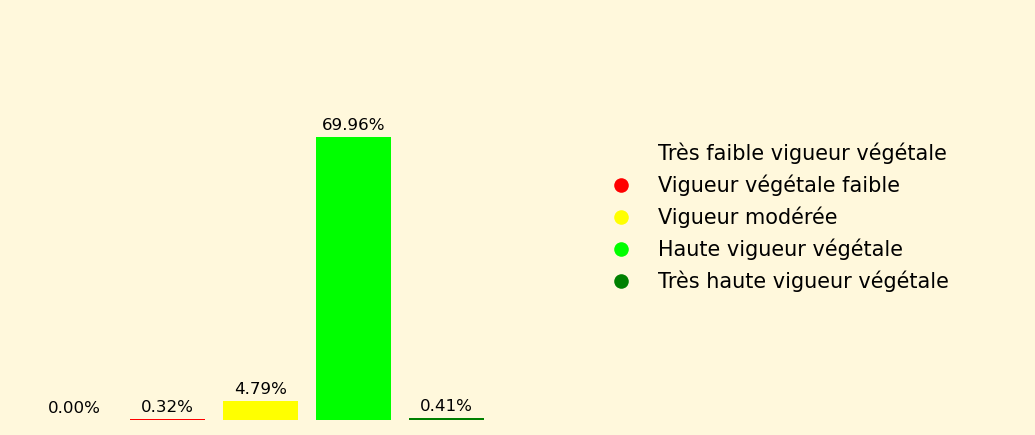 69.96%
4.79%
0.00%
0.32%
0.41%
Très faible vigueur végétale
Vigueur végétale faible
Vigueur modérée
Haute vigueur végétale
Très haute vigueur végétale